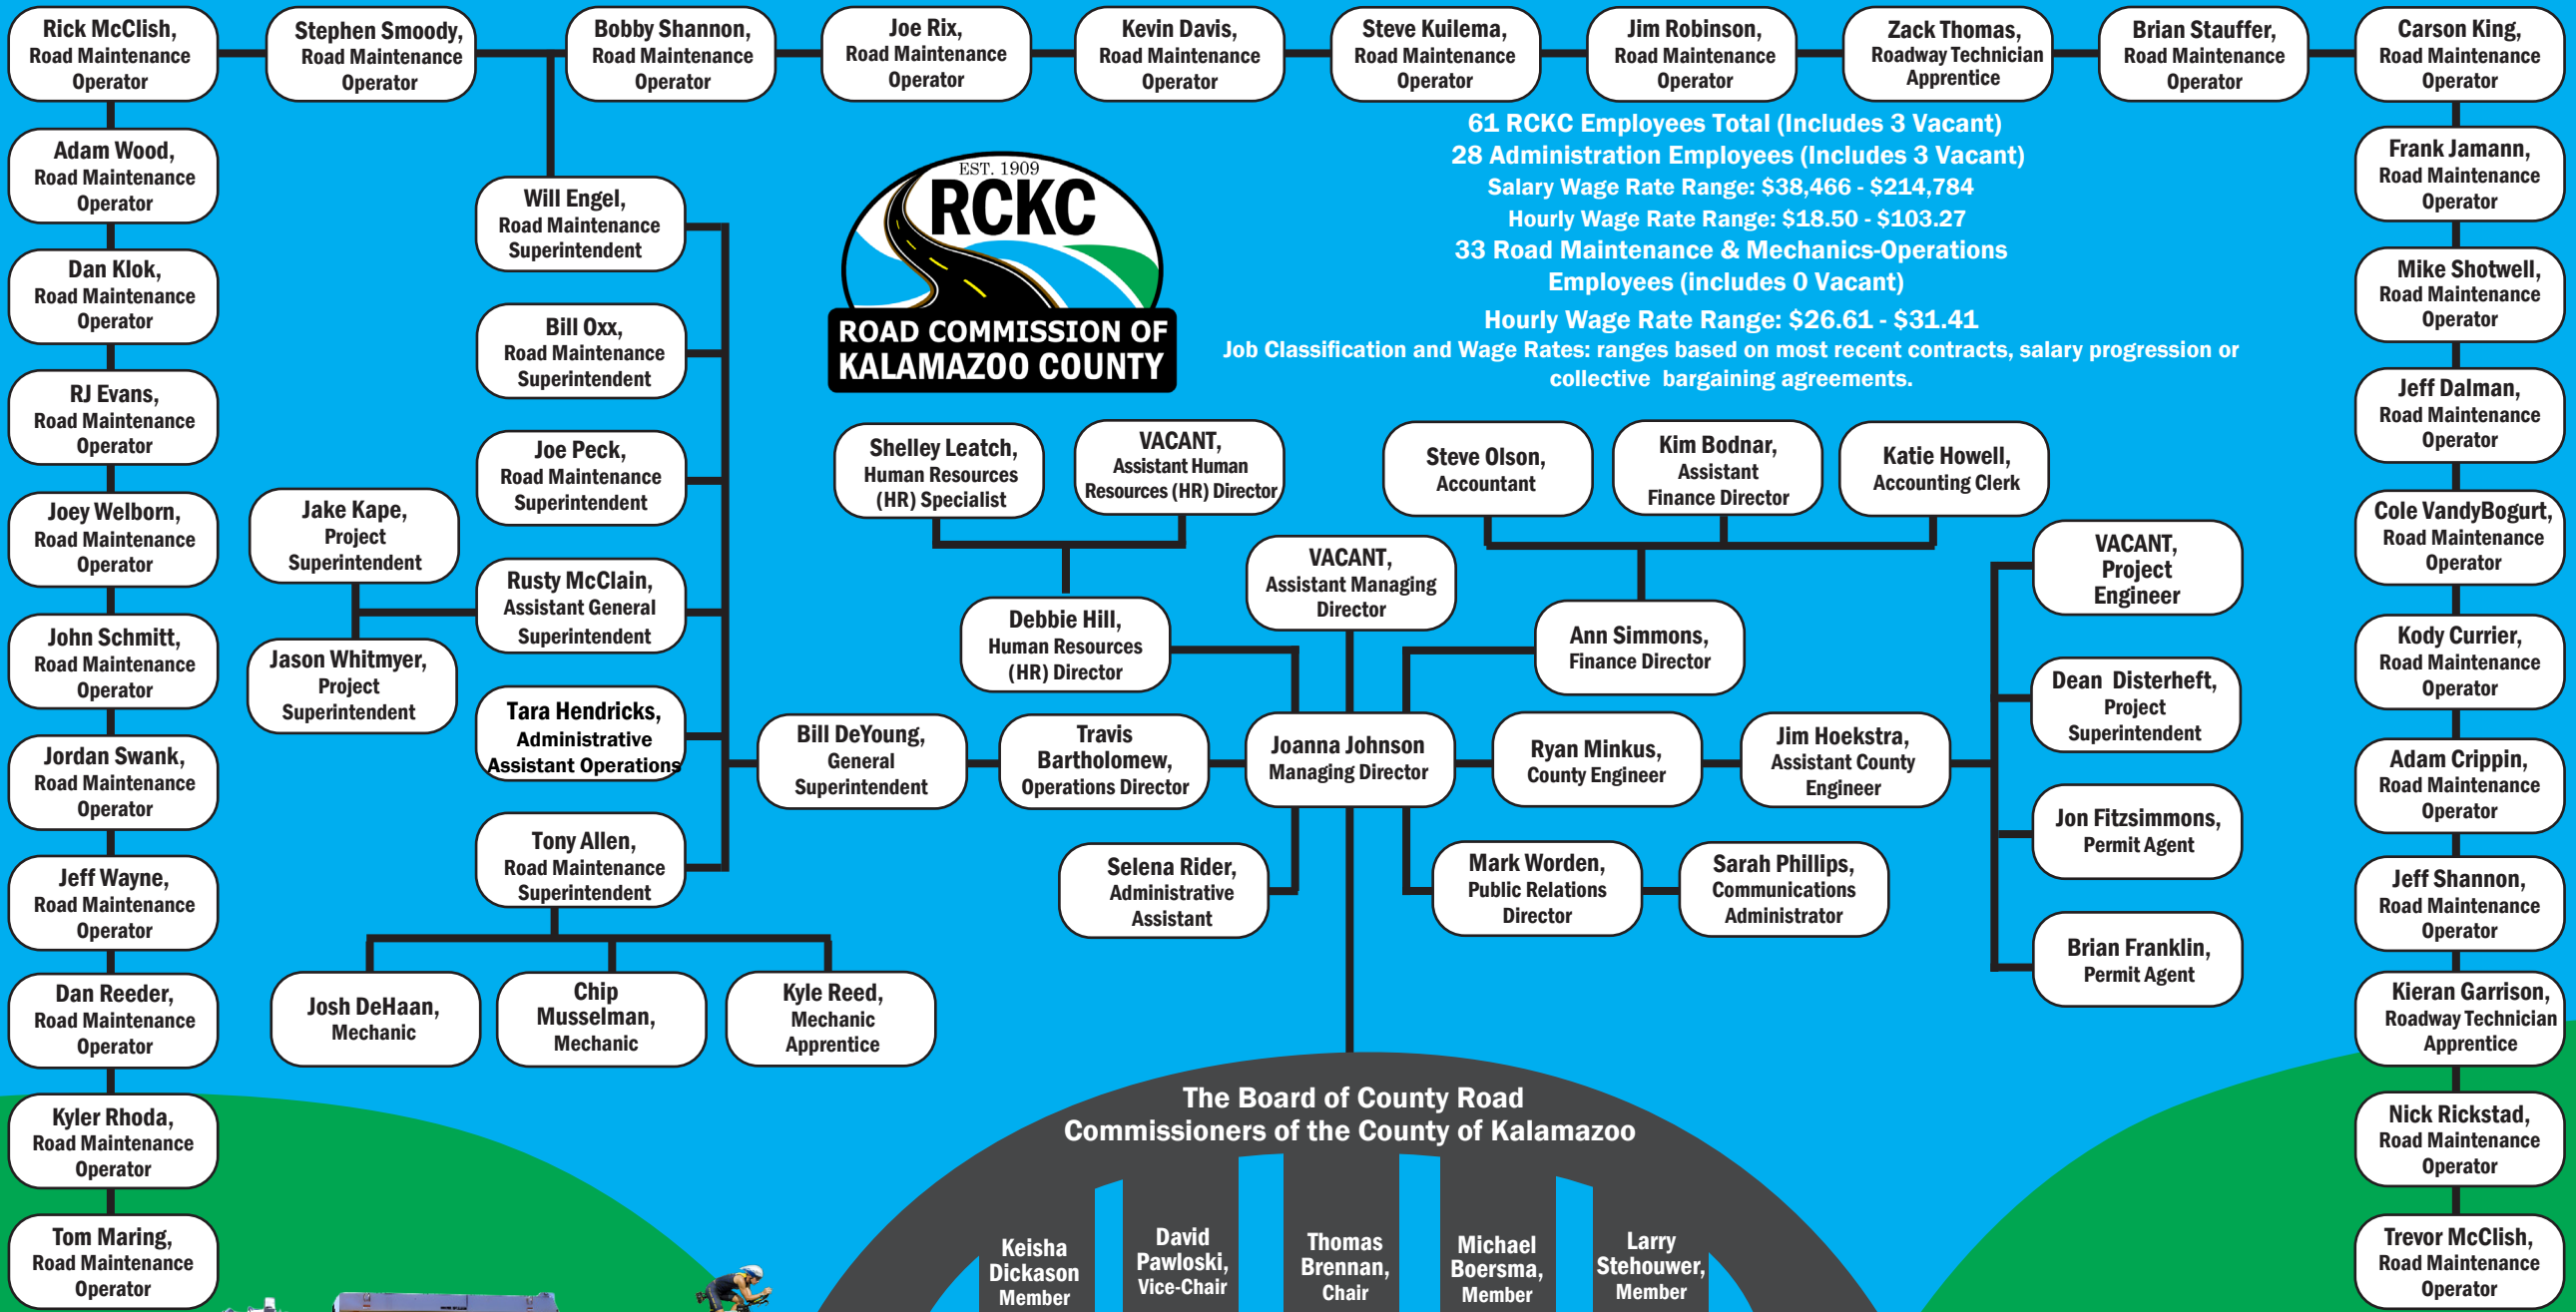 Rick McClish,
Road Maintenance
Operator
Stephen Smoody,
Road Maintenance
Operator
Bobby Shannon,
Road Maintenance
Operator
Joe Rix,
Road Maintenance
Operator
Kevin Davis,
Road Maintenance
Operator
Steve Kuilema,
Road Maintenance
Operator
Jim Robinson,
Road Maintenance
Operator
Zack Thomas,
Roadway Technician
Apprentice
Brian Stauffer,
Road Maintenance
Operator
Carson King,
Road Maintenance
Operator
Adam Wood,
Road Maintenance
Operator
Dan Klok,
Road Maintenance
Operator
RJ Evans,
Road Maintenance
Operator
Joey Welborn,
Road Maintenance
Operator
John Schmitt,
Road Maintenance
Operator
Jordan Swank,
Road Maintenance
Operator
Jeff Wayne,
Road Maintenance
Operator
Dan Reeder,
Road Maintenance
Operator
Kyler Rhoda,
Road Maintenance
Operator
Tom Maring,
Road Maintenance
Operator
Will Engel,
Road Maintenance
Superintendent
Bill Oxx,
Road Maintenance
Superintendent
Joe Peck,
Road Maintenance
Superintendent
Jake Kape,
Project
Superintendent
Rusty McClain,
Assistant General
Superintendent
Jason Whitmyer,
Project
Superintendent
Tara Hendricks,
Administrative
Assistant Operations
Tony Allen,
Road Maintenance
Superintendent
Josh DeHaan,
Mechanic
Chip
Musselman,
Mechanic
Kyle Reed,
Mechanic
Apprentice
EST. 1909
RCKC
ROAD COMMISSION OF
KALAMAZOO COUNTY
61 RCKC Employees Total (Includes 3 Vacant)
28 Administration Employees (Includes 3 Vacant)
Salary Wage Rate Range: $38,466 - $214,784
Hourly Wage Rate Range: $18.50 - $103.27
33 Road Maintenance & Mechanics-Operations
Employees (includes 0 Vacant)
Hourly Wage Rate Range: $26.61 - $31.41
Job Classification and Wage Rates: ranges based on most recent contracts, salary progression or
collective bargaining agreements.
Shelley Leatch,
Human Resources
(HR) Specialist
VACANT,
Assistant Human
Resources (HR) Director
Steve Olson,
Accountant
Kim Bodnar,
Assistant
Finance Director
Katie Howell,
Accounting Clerk
Debbie Hill,
Human Resources
(HR) Director
VACANT,
Assistant Managing
Director
Ann Simmons,
Finance Director
Bill DeYoung,
General
Superintendent
Travis
Bartholomew,
Operations Director
Joanna Johnson
Managing Director
Ryan Minkus,
County Engineer
Jim Hoekstra,
Assistant County
Engineer
Selena Rider,
Administrative
Assistant
Mark Worden,
Public Relations
Director
Sarah Phillips,
Communications
Administrator
VACANT,
Project
Engineer
Dean Disterheft,
Project
Superintendent
Jon Fitzsimmons,
Permit Agent
Brian Franklin,
Permit Agent
Frank Jamann,
Road Maintenance
Operator
Mike Shotwell,
Road Maintenance
Operator
Jeff Dalman,
Road Maintenance
Operator
Cole VandyBogurt,
Road Maintenance
Operator
Kody Currier,
Road Maintenance
Operator
Adam Crippin,
Road Maintenance
Operator
Jeff Shannon,
Road Maintenance
Operator
Kieran Garrison,
Roadway Technician
Apprentice
Nick Rickstad,
Road Maintenance
Operator
Trevor McClish,
Road Maintenance
Operator
The Board of County Road
Commissioners of the County of Kalamazoo
Keisha
Dickason
Member
David
Pawloski,
Vice-Chair
Thomas
Brennan,
Chair
Michael
Boersma,
Member
Larry
Stehouwer,
Member